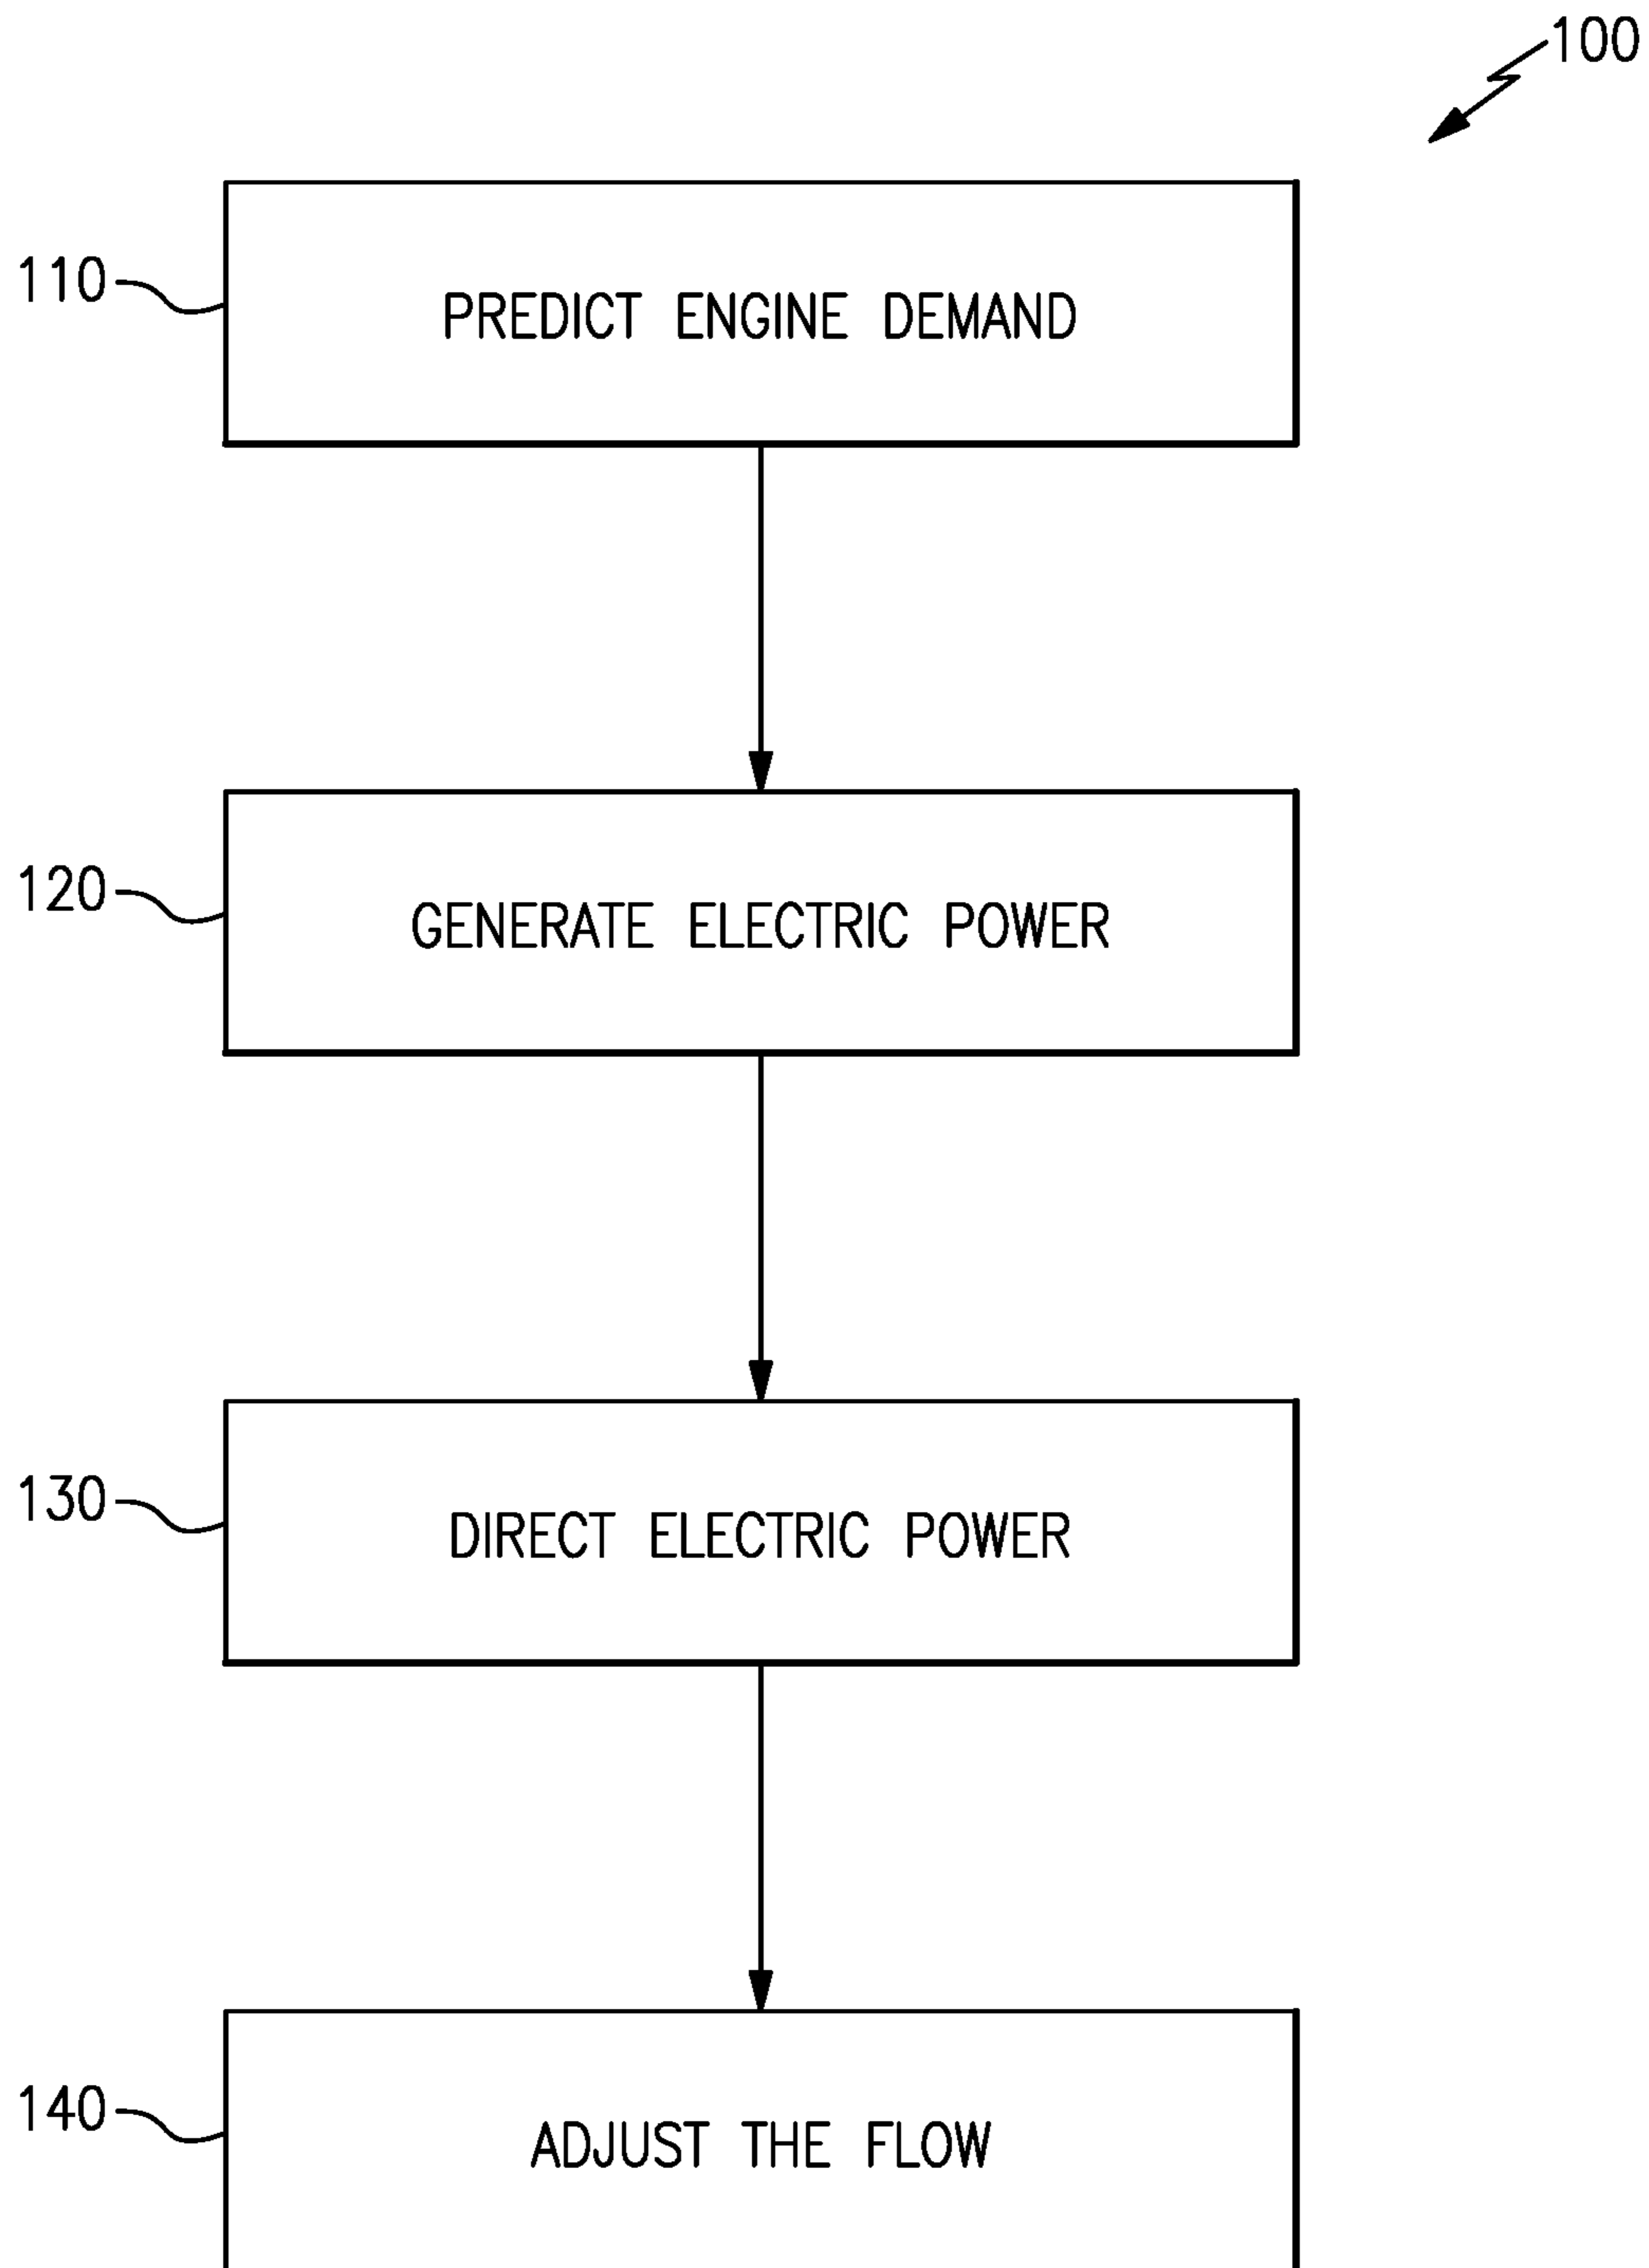 100
110
PREDICT ENGINE DEMAND
120
GENERATE ELECTRIC POWER
130
DIRECT ELECTRIC POWER
140
ADJUST THE FLOW